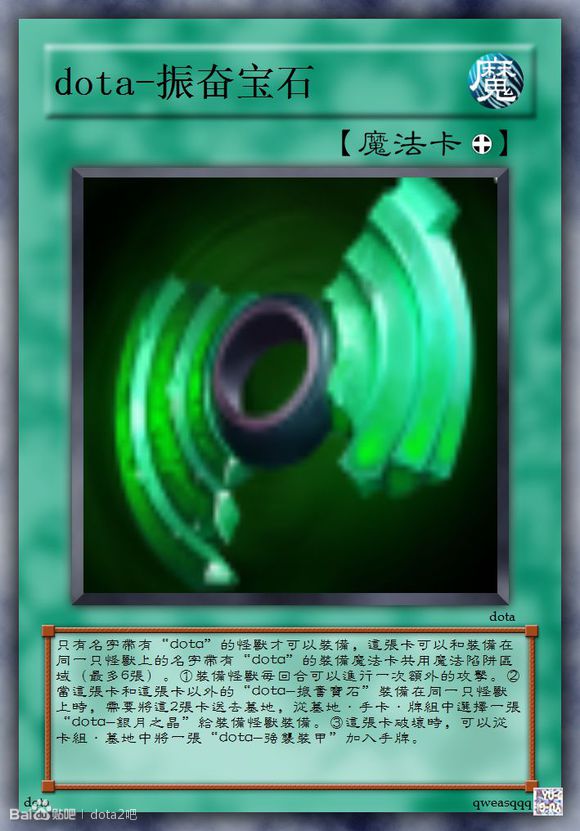 dota-振奋宝石
魔
【魔法卡】
dota
只有名字帶有“dota”的怪獸才可以裝備，這張卡可以和裝備在
同一只怪獸上的名字帶有“dota”的裝備魔法卡共用魔法陷阱區
域（最多6張）。①裝備怪獸每回合可以進行一次額外的攻擊。②
當這張卡和這張卡以外的“dota-振奮寶石”裝備在同一只怪獸
上時，需要將這2張卡送去墓地，從墓地·手卡·牌組中選擇一張
“dota-銀月之晶”給裝備怪獸裝備。③這張卡破壞時，可以從
卡組·墓地中將一張“dota-強襲裝甲”加入手牌。
dota
qweasqqq
Bai贴吧 | dota2吧